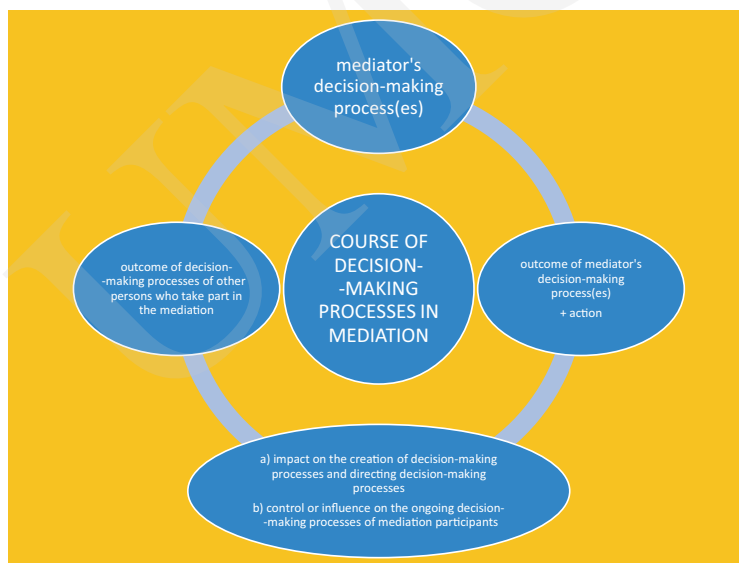 mediator's
decision-making
process(es)
COURSE OF
DECISION-
-MAKING
PROCESSES IN
MEDIATION
outcome of decision-
-making processes of other
persons who take part in
the mediation
outcome of mediator's
decision-making
process(es)
+ action
a) impact on the creation of decision-making
processes and directing decision-making
processes
b) control or influence on the ongoing decision-
-making processes of mediation participants